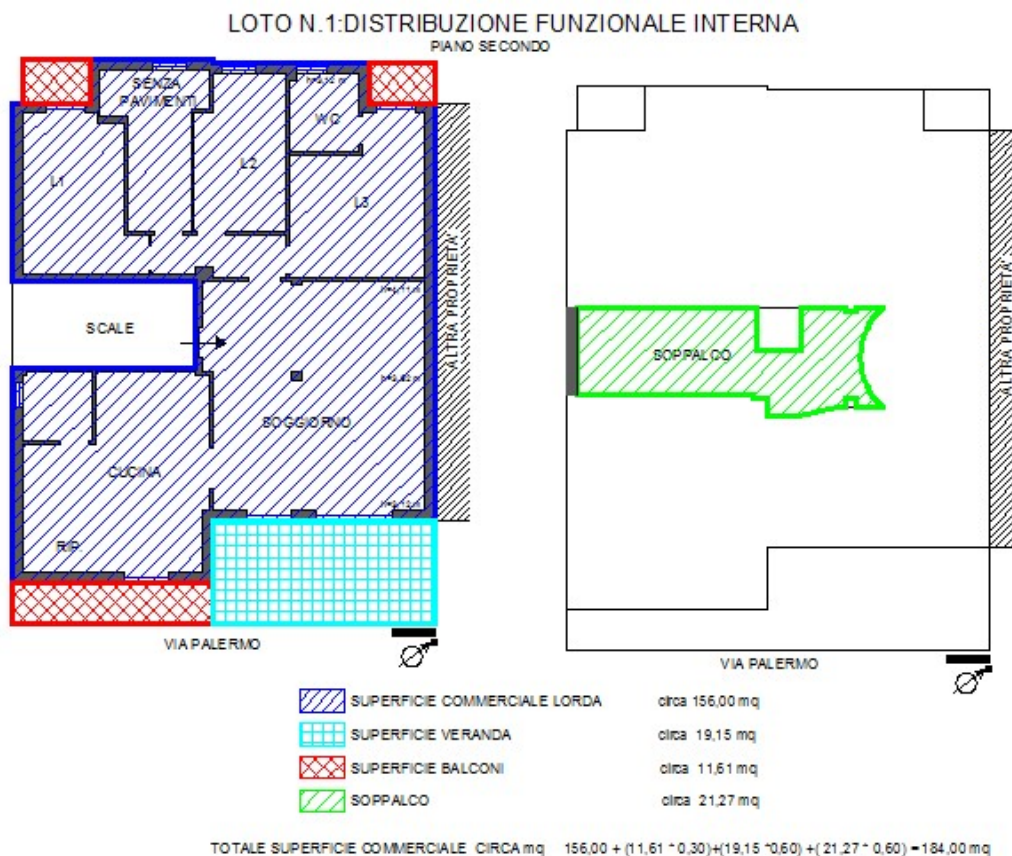 LOTO N.1:DISTRIBUZIONE FUNZIONALE INTERNA
PIANO SECONDO
SENZA
PAVIMENTI
WC
L1
L2
L3
ALTRA PROPRIETA'
SCALE
SOGGIORNO
CUCINA
RIP.
VIA PALERMO
SOPPALCO
ALTRA PROPRIETA'
VIA PALERMO
SUPERFICIE COMMERCIALE LORDA circa 156,00 mq
SUPERFICIE VERANDA circa 19,15 mq
SUPERFICIE BALCONI circa 11,61 mq
SOPPALCO circa 21,27 mq
TOTALE SUPERFICIE COMMERCIALE CIRCA mq 156,00 + (11,61 * 0,30)+(19,15 *0,60) + ( 21,27 * 0,60) = 184,00 mq